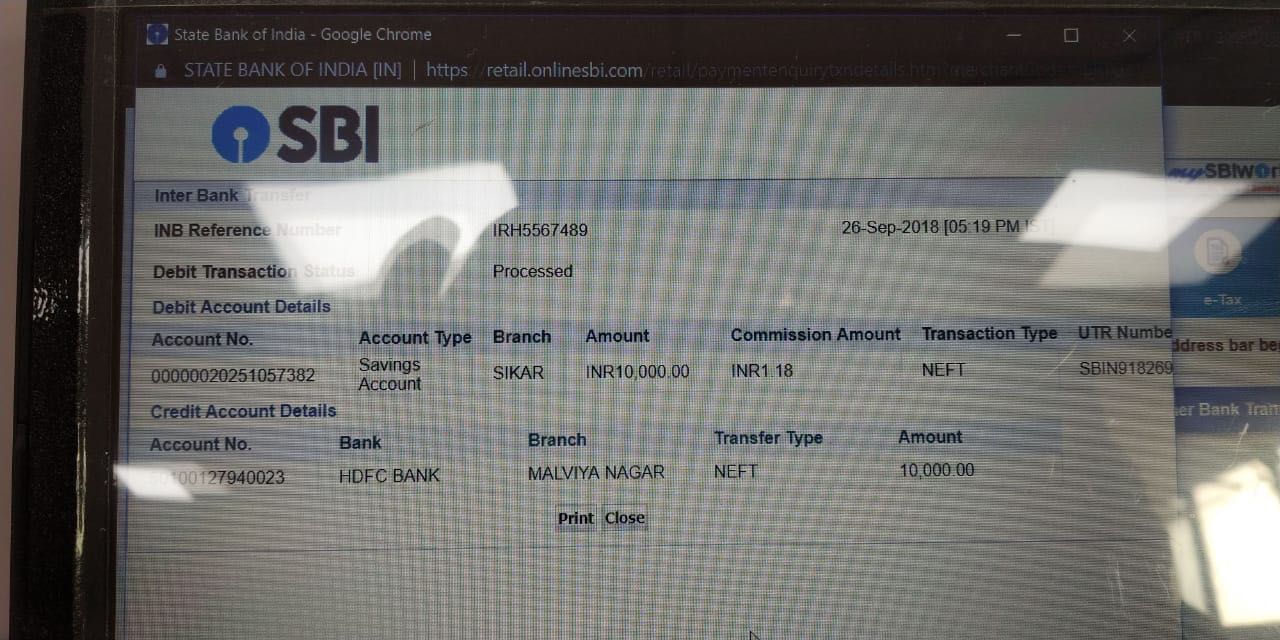 State Bank of India - Google Chrome
STATE BANK OF INDIA [IN] | https://retail.onlinesbi.com/retail/paymentenquirytxndetails.htm
SBI
mySBI
Inter Bank Transfer
INB Reference Number IRH5567489 26-Sep-2018 [05:19 PM IST]
Debit Transaction Status Processed
e-Tax
Debit Account Details
Account No. Account Type Branch Amount Commission Amount Transaction Type UTR Numbe
ddress bar be
00000020251057382 Savings Account SIKAR INR10,000.00 INR1.18 NEFT SBIN918269
Credit Account Details
er Bank Tran
Account No. Bank Branch Transfer Type Amount
00127940023 HDFC BANK MALVIYA NAGAR NEFT 10,000.00
Print Close